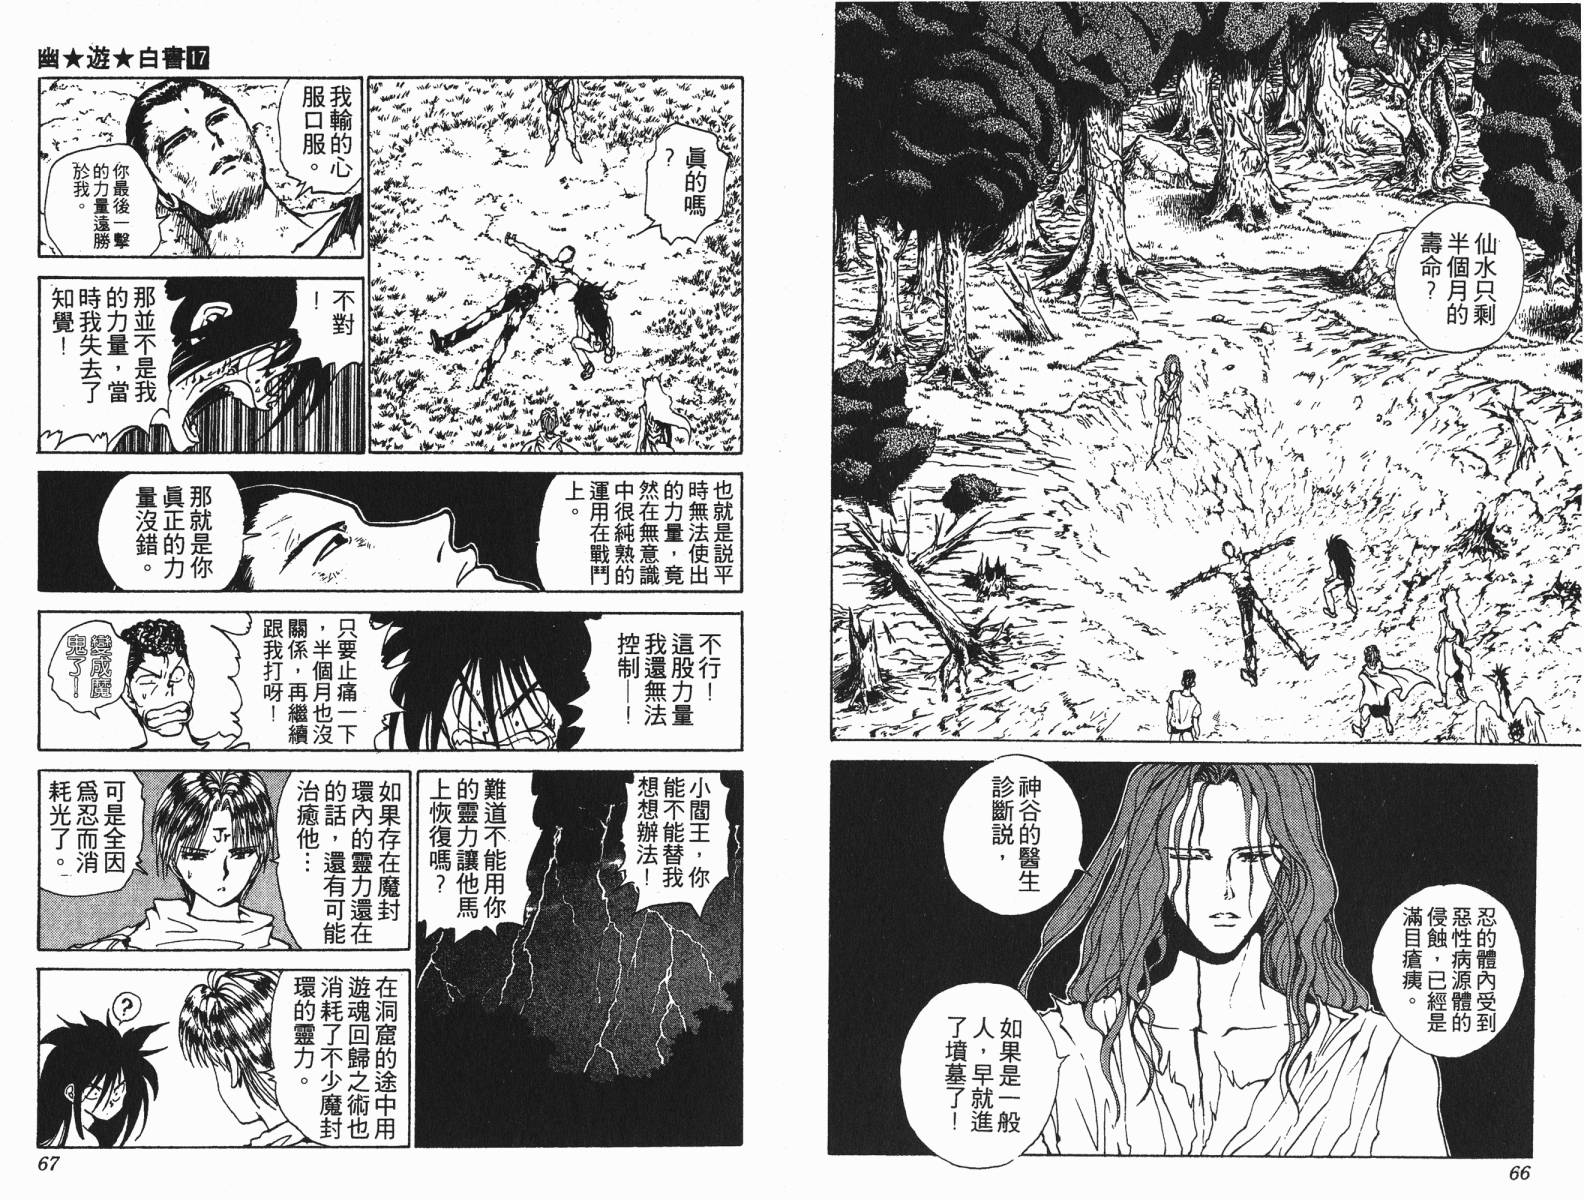 仙水只剩
半個月的
壽命？
神谷的醫生
診斷説，
忍的體內受到
惡性病源體的
侵蝕，已經是
滿目瘡痍。
如果是一般
人，早就進
了墳墓了！
66
幽★遊★白書17
眞的嗎
？
我輸的心
服口服。
你最後一擊
的力量遠勝
於我。
不對
！
那並不是我
的力量，當
時我失去了
知覺！
也就是説平
時無法使出
的力量，竟
然在無意識
中很純熟的
運用在戰鬥
上。
那就是你
眞正的力
量沒錯。
不行！
這股力量
我還無法
控制——！
只要止痛一下
，半個月也沒
關係，再繼續
跟我打呀！
變成魔
鬼了！
小閻王，你
能不能替我
想想辦法！
難道不能用你
的靈力讓他馬
上恢復嗎？
如果存在魔封
環內的靈力還在
的話，還有可能
治癒他…
Jr
可是全因
爲忍而消
耗光了。
在洞窟的途中用
遊魂回歸之術也
消耗了不少魔封
環的靈力。
？
67